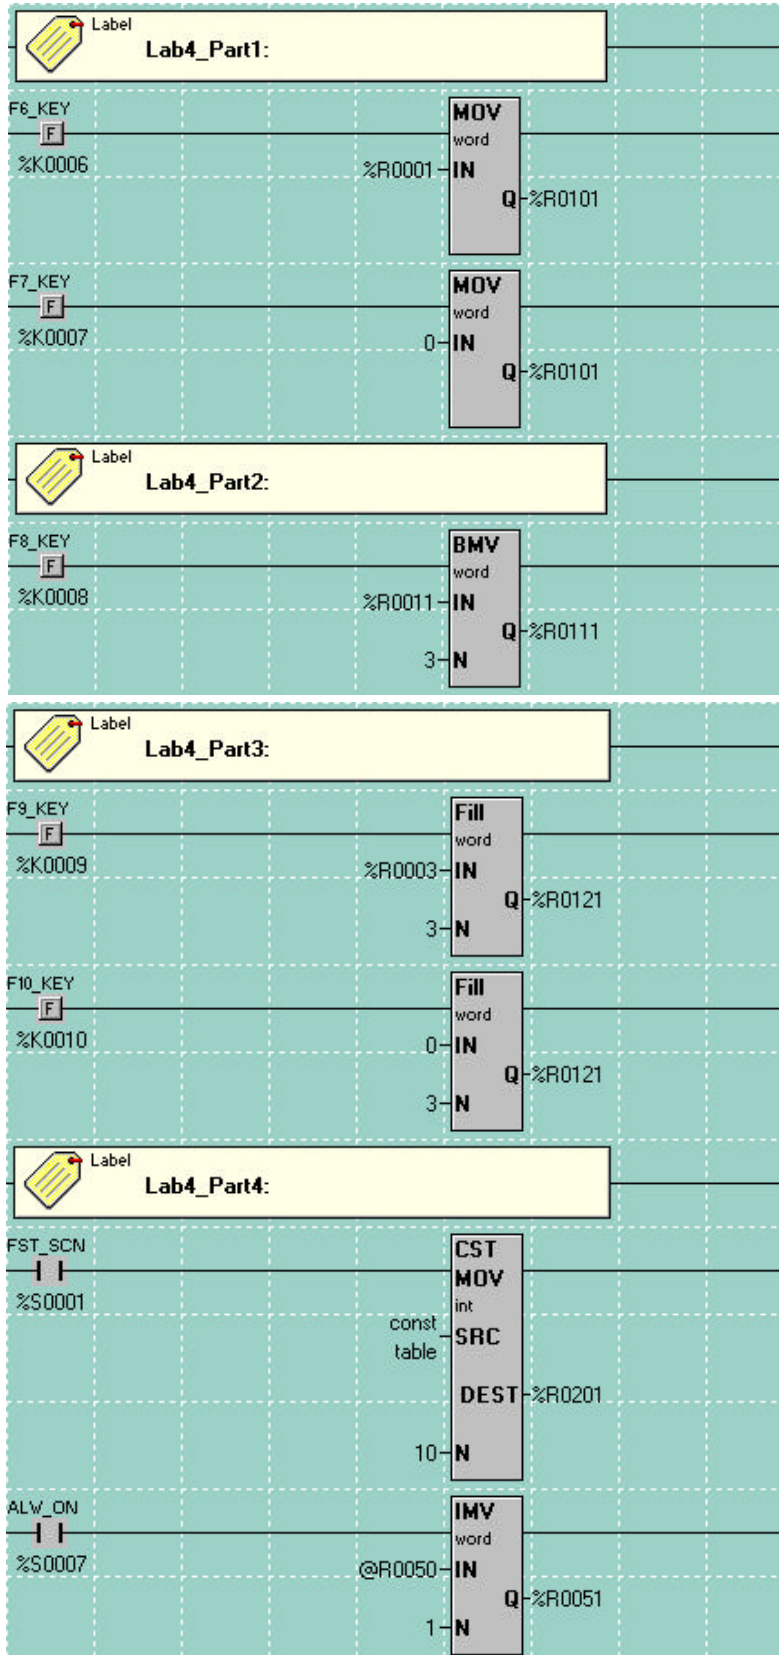 Label
Lab4_Part1:
F6_KEY
F
%K0006
MOV
word
%R0001 IN
Q %R0101
F7_KEY
F
%K0007
MOV
word
0 IN
Q %R0101
Label
Lab4_Part2:
F8_KEY
F
%K0008
BMV
word
%R0011 IN
Q %R0111
3 N
Label
Lab4_Part3:
F9_KEY
F
%K0009
Fill
word
%R0003 IN
Q %R0121
3 N
F10_KEY
F
%K0010
Fill
word
0 IN
Q %R0121
3 N
Label
Lab4_Part4:
FST_SCN
%S0001
CST
MOV
int
const
table
SRC
DEST %R0201
10 N
ALW_ON
%S0007
IMV
word
@R0050 IN
Q %R0051
1 N